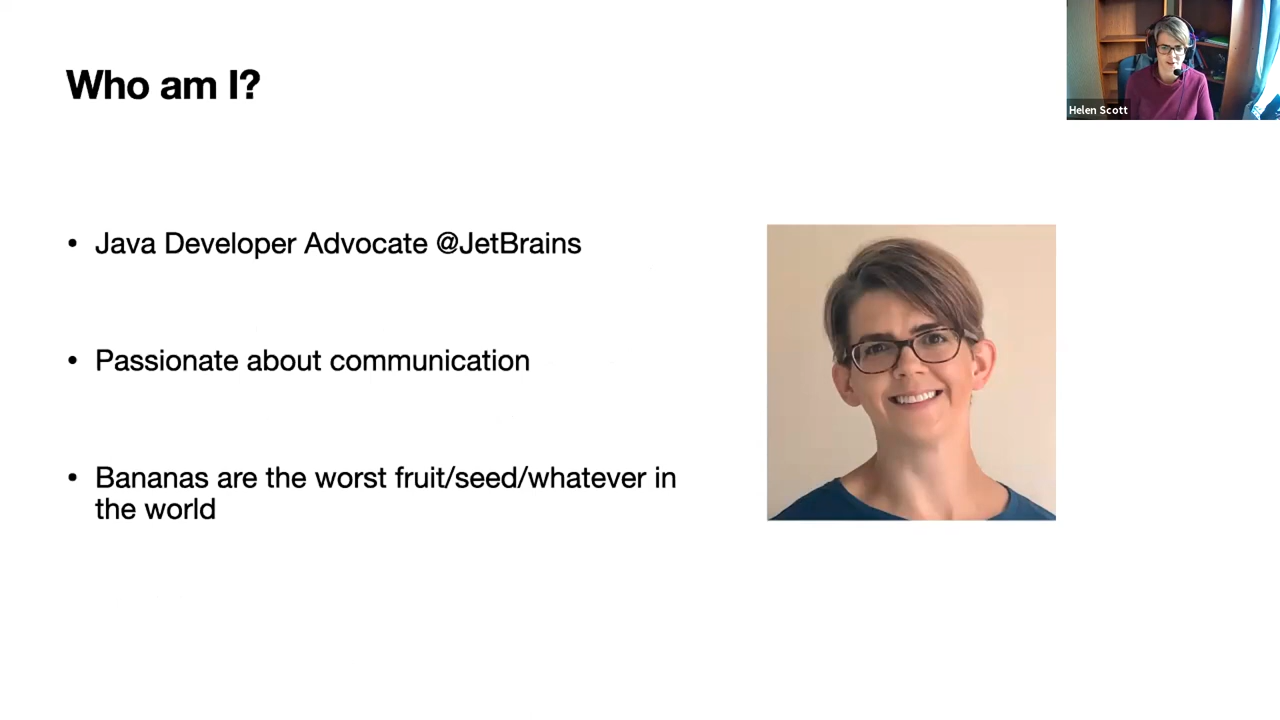 Who am I?
Helen Scott
• Java Developer Advocate @JetBrains
• Passionate about communication
• Bananas are the worst fruit/seed/whatever in
the world